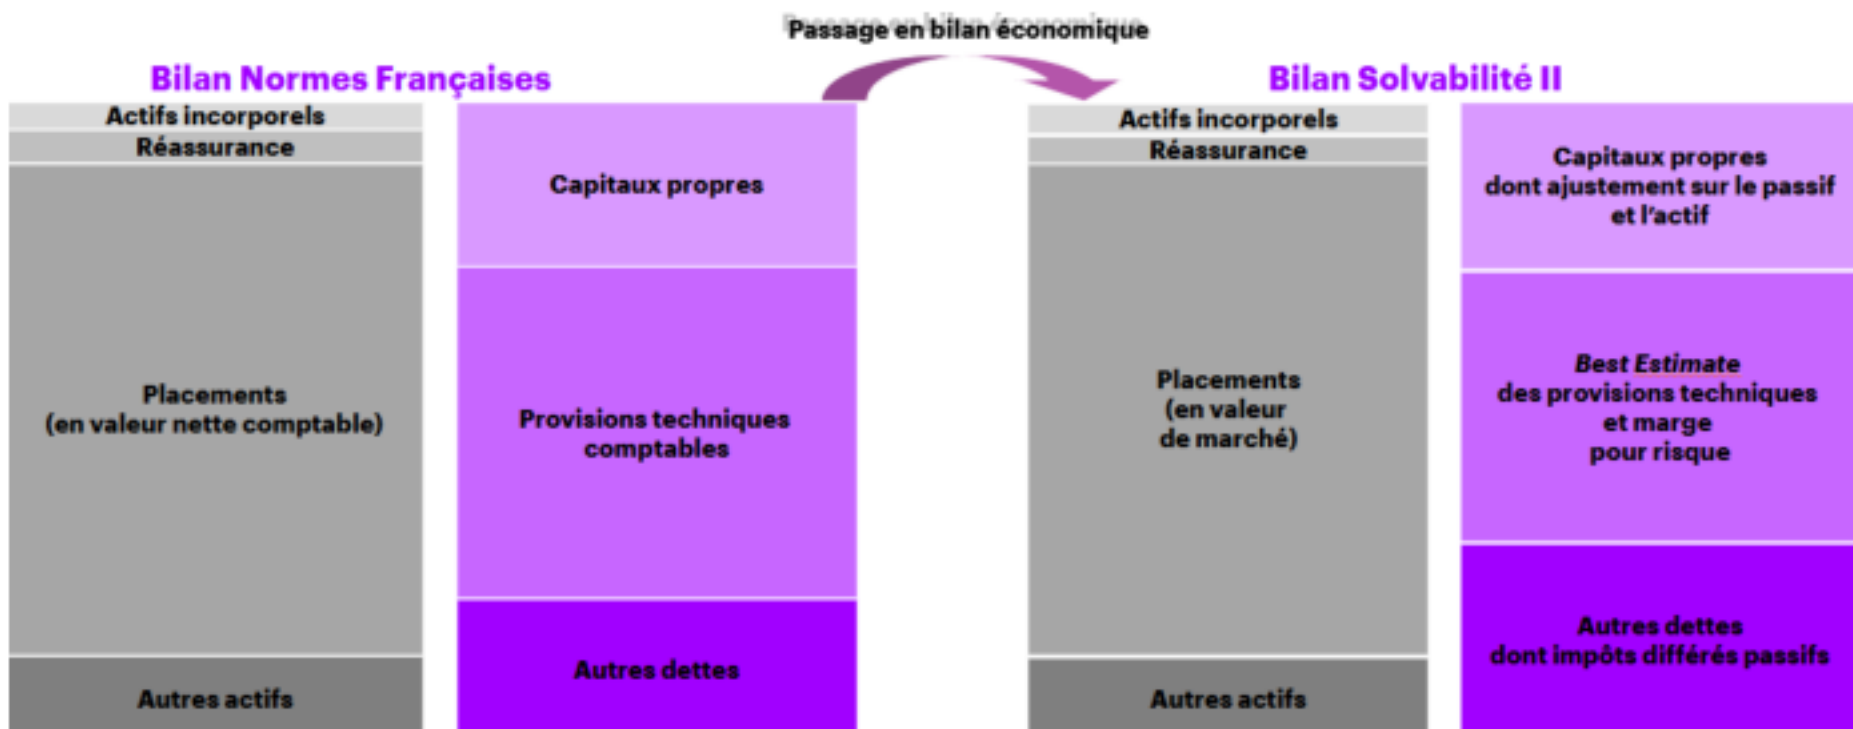 Passage en bilan économique
Bilan Normes Françaises
Actifs incorporels
Réassurance
Placements
(en valeur nette comptable)
Autres actifs
Capitaux propres
Provisions techniques
comptables
Autres dettes
Bilan Solvabilité II
Actifs incorporels
Réassurance
Placements
(en valeur
de marché)
Autres actifs
Capitaux propres
dont ajustement sur le passif
et l'actif
Best Estimate
des provisions techniques
et marge
pour risque
Autres dettes
dont impôts différés passifs